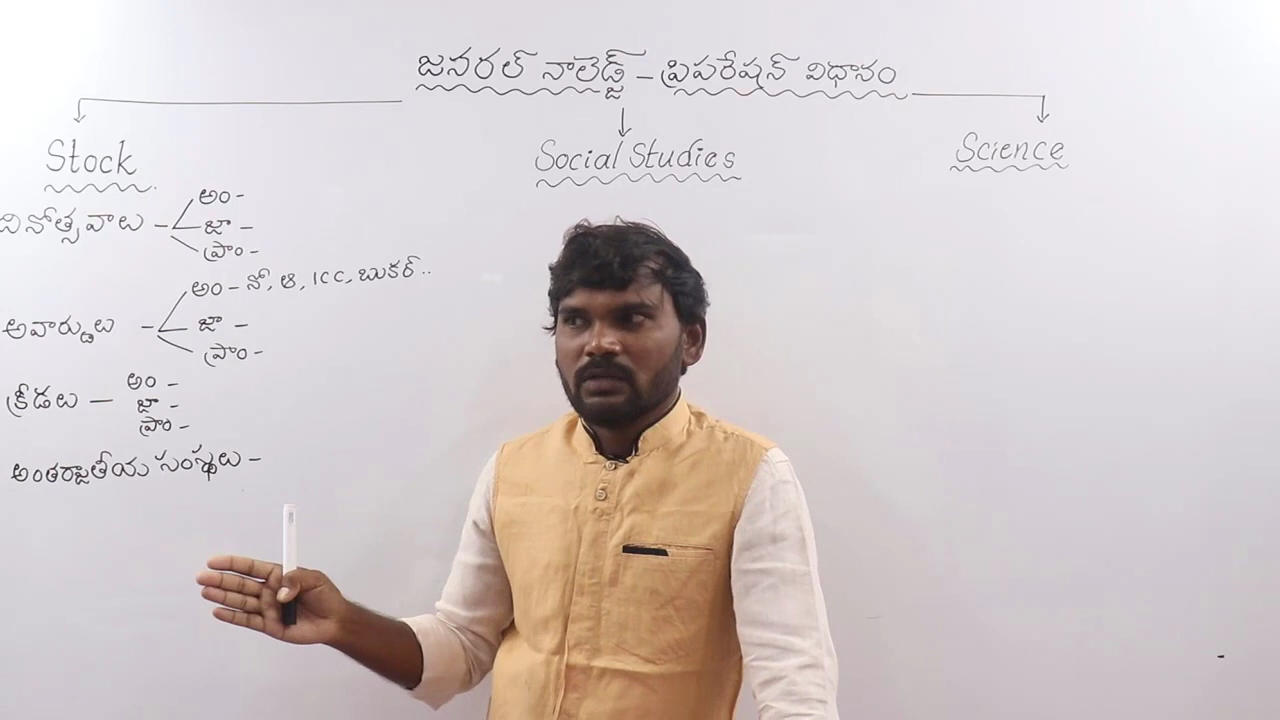 జనరల్ నాలెడ్జ్ - ప్రిపరేషన్ విధానం
Stock
Social Studies
Science
దినోత్సవాలు -
అం -
జా -
ప్రాం -
అవార్డులు -
అం - నో, ఆ, ICC, బుకర్..
జా -
ప్రాం -
క్రీడలు -
అం -
జా -
ప్రాం -
అంతర్జాతీయ సంస్థలు -